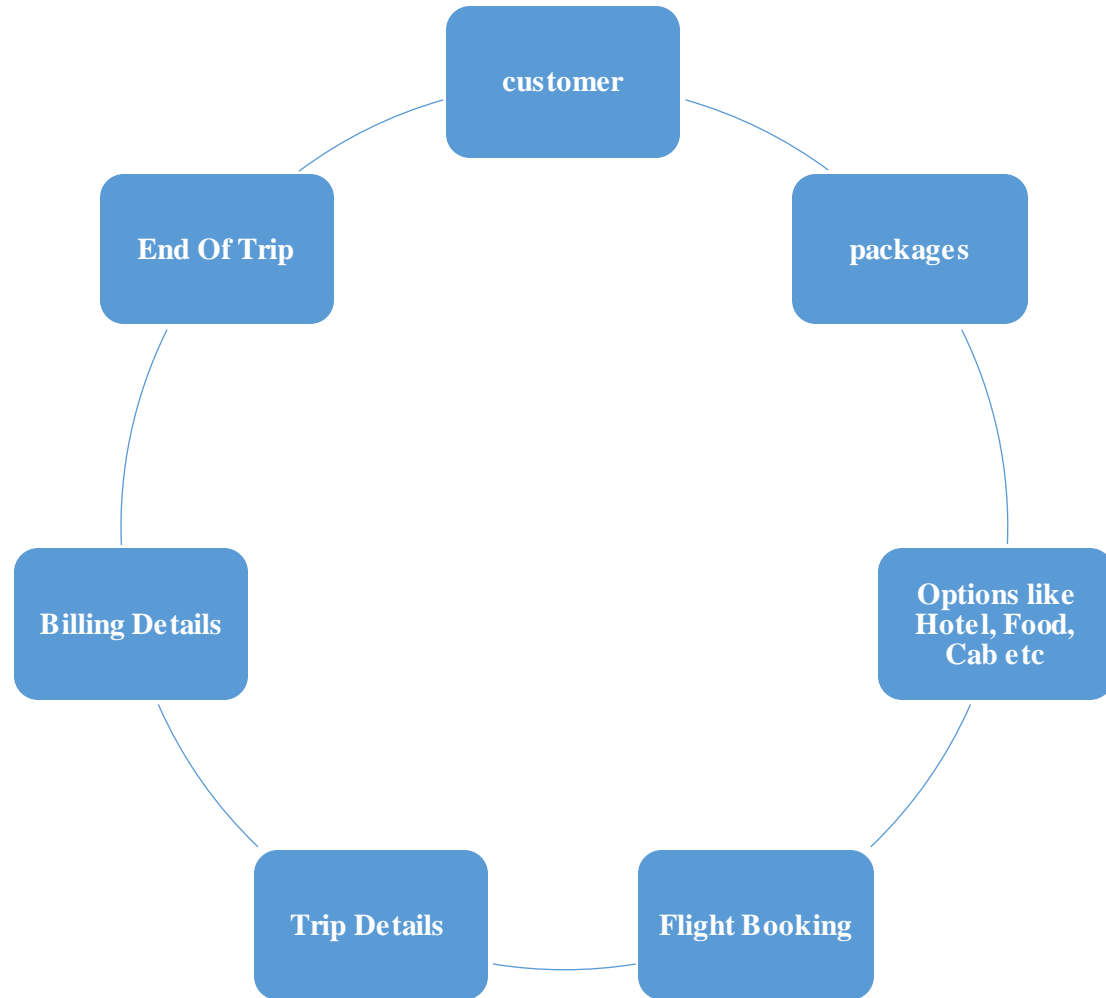 customer
packages
Options like
Hotel, Food,
Cab etc
Flight Booking
Trip Details
Billing Details
End Of Trip